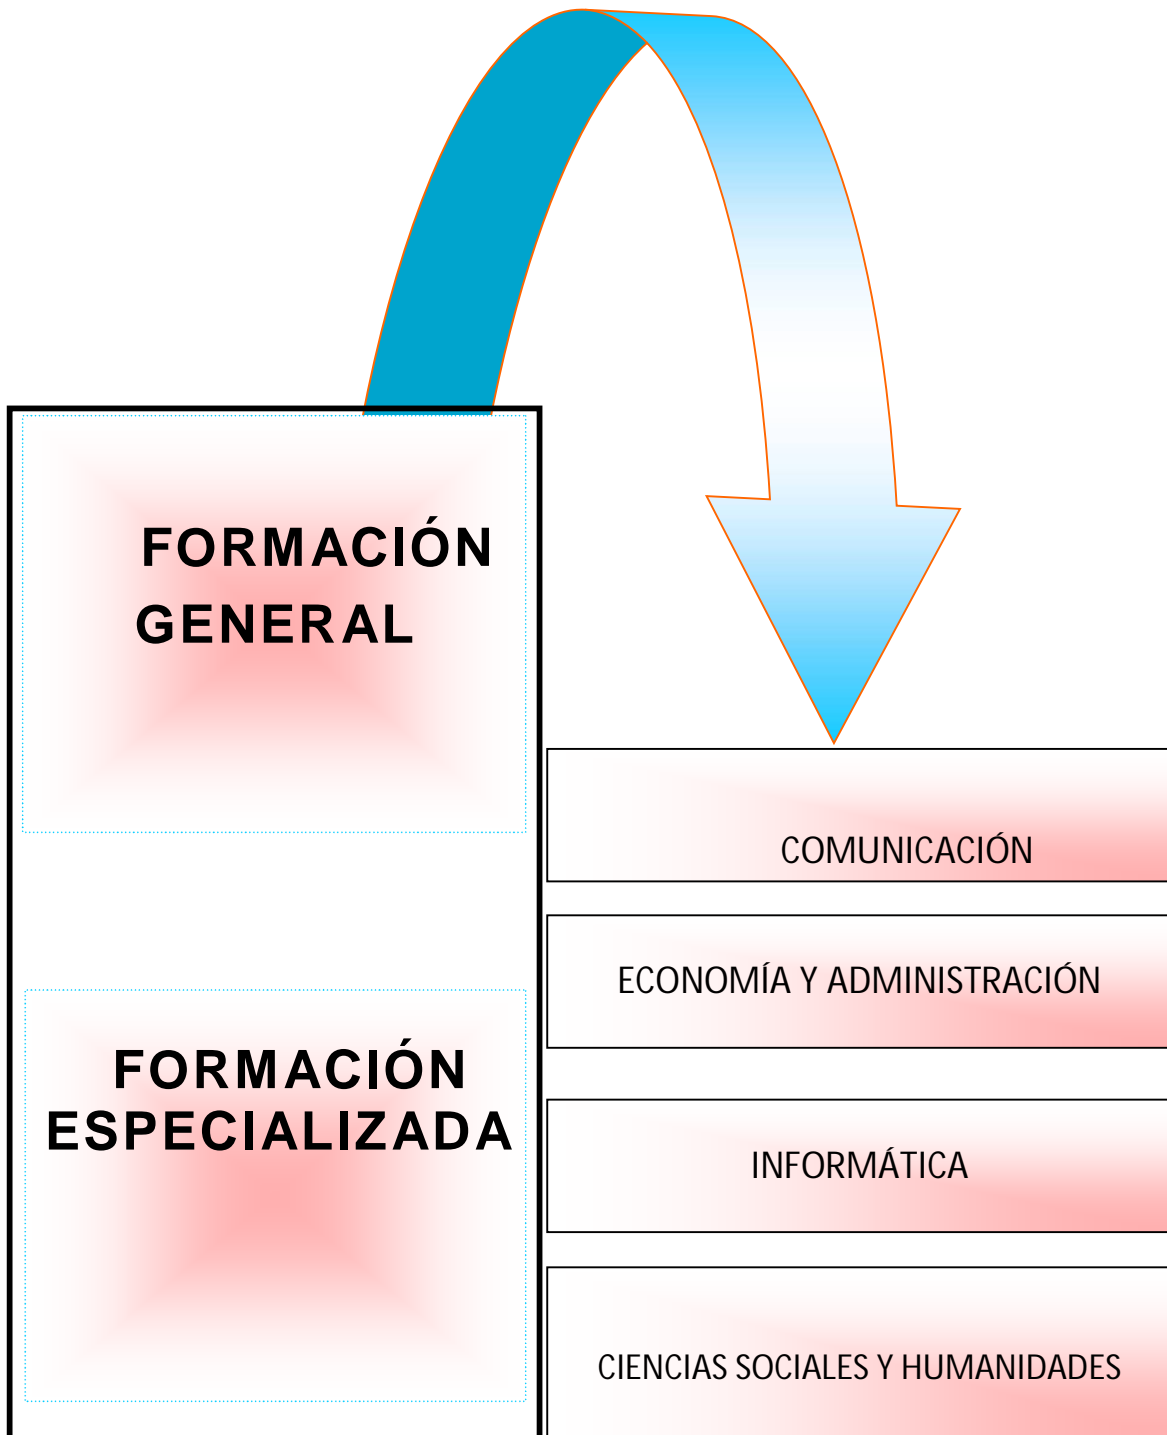 FORMACIÓN
GENERAL
COMUNICACIÓN
ECONOMÍA Y ADMINISTRACIÓN
FORMACIÓN
ESPECIALIZADA
INFORMÁTICA
CIENCIAS SOCIALES Y HUMANIDADES